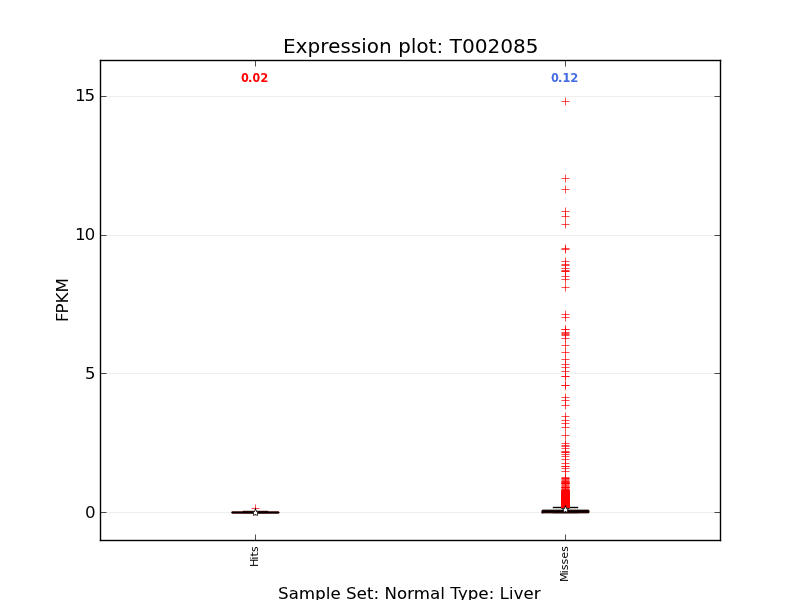 Expression plot: T002085
0.02
0.12
15
10
5
0
FPKM
Hits
Misses
Sample Set: Normal Type: Liver